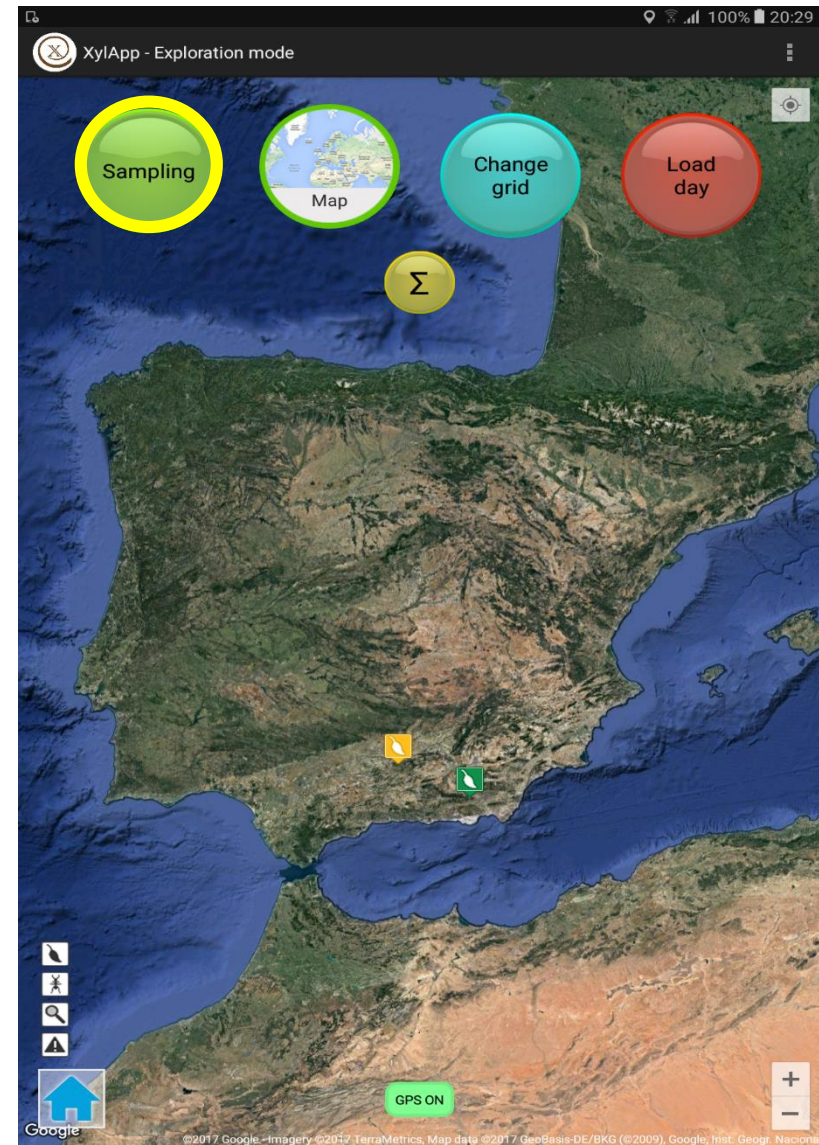 100% 20:29
XylApp - Exploration mode
Sampling
Map
Change
grid
Load
day
Σ
GPS ON
Google
©2017 Google - Imagery ©2017 TerraMetrics, Map data ©2017 GeoBasis-DE/BKG (©2009), Google, Inst. Geogr. Naciona